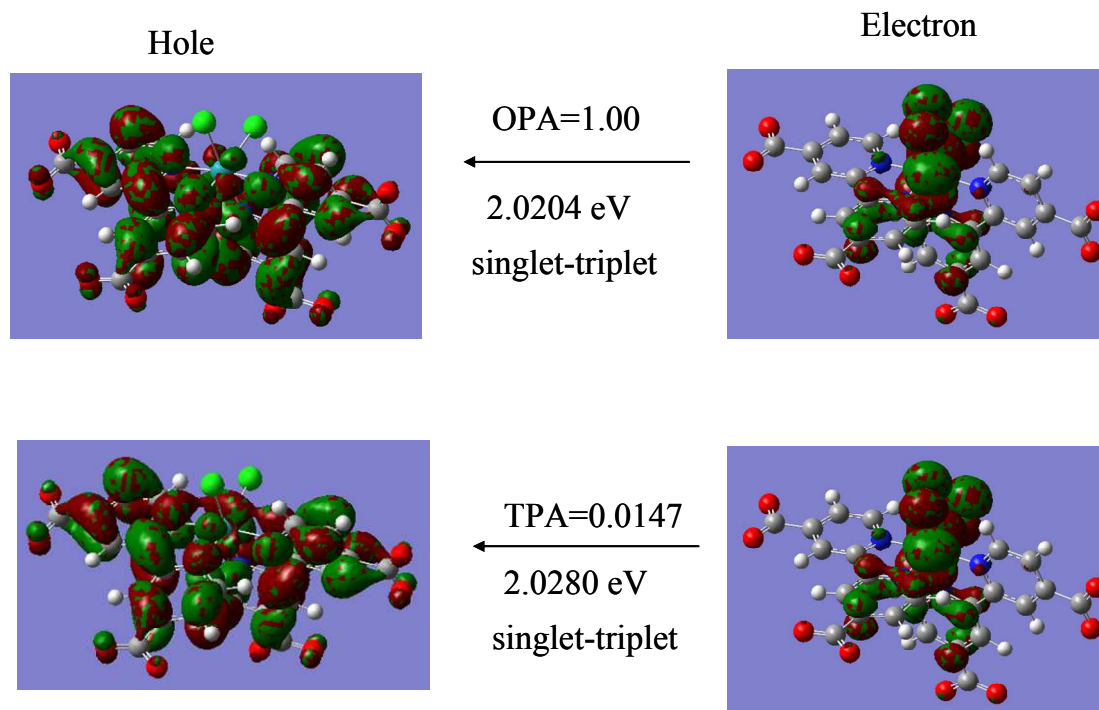 Hole
Electron
OPA=1.00
2.0204 eV
singlet-triplet
TPA=0.0147
2.0280 eV
singlet-triplet